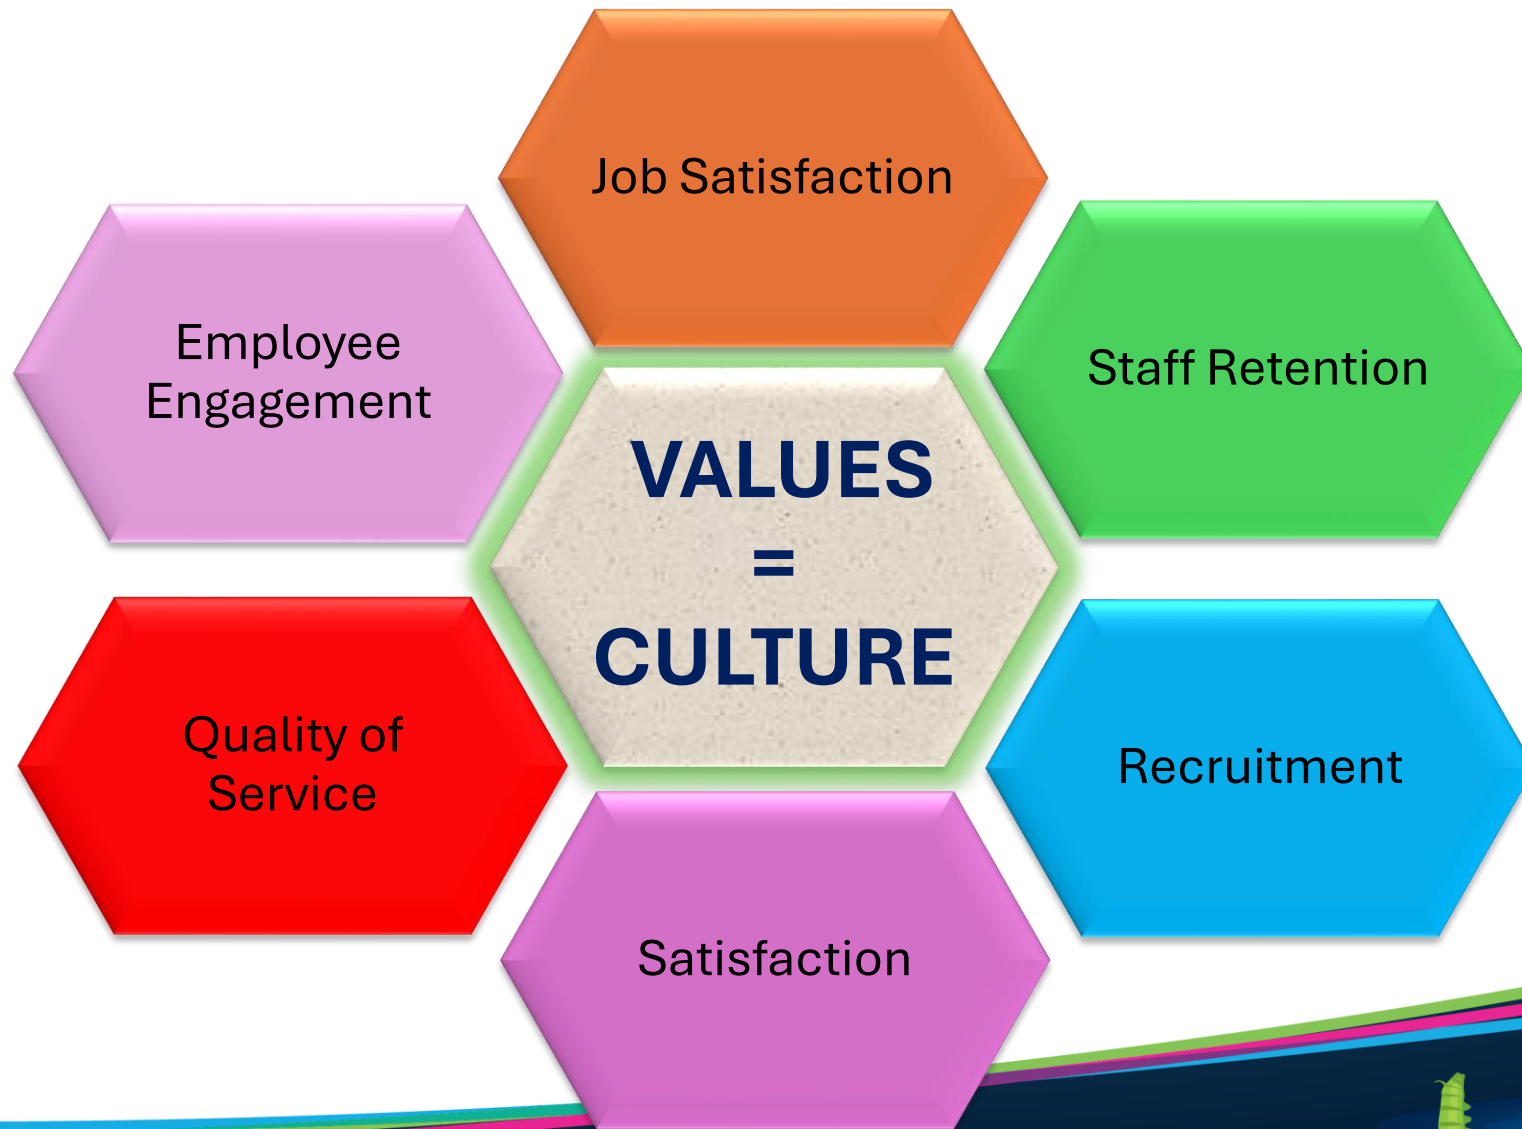 Job Satisfaction
Employee
Engagement
Staff Retention
VALUES
=
CULTURE
Quality of
Service
Recruitment
Satisfaction